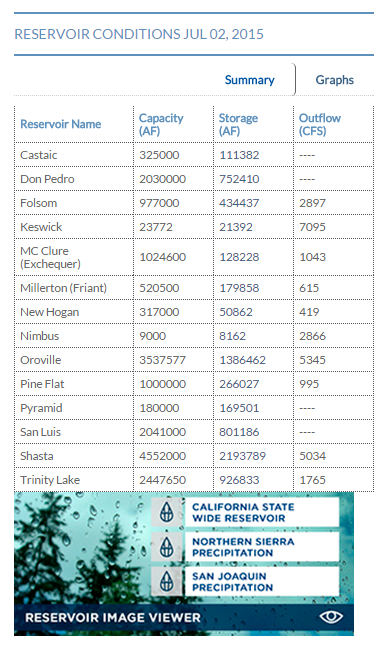 RESERVOIR CONDITIONS JUL 02, 2015
Summary Graphs
Reservoir Name Capacity (AF) Storage (AF) Outflow (CFS)
Castaic 325000 111382 ----
Don Pedro 2030000 752410 ----
Folsom 977000 434437 2897
Keswick 23772 21392 7095
MC Clure (Exchequer) 1024600 128228 1043
Millerton (Friant) 520500 179858 615
New Hogan 317000 50862 419
Nimbus 9000 8162 2866
Oroville 3537577 1386462 5345
Pine Flat 1000000 266027 995
Pyramid 180000 169501 ----
San Luis 2041000 801186 ----
Shasta 4552000 2193789 5034
Trinity Lake 2447650 926833 1765
CALIFORNIA STATE
WIDE RESERVOIR
NORTHERN SIERRA
PRECIPITATION
SAN JOAQUIN
PRECIPITATION
RESERVOIR IMAGE VIEWER